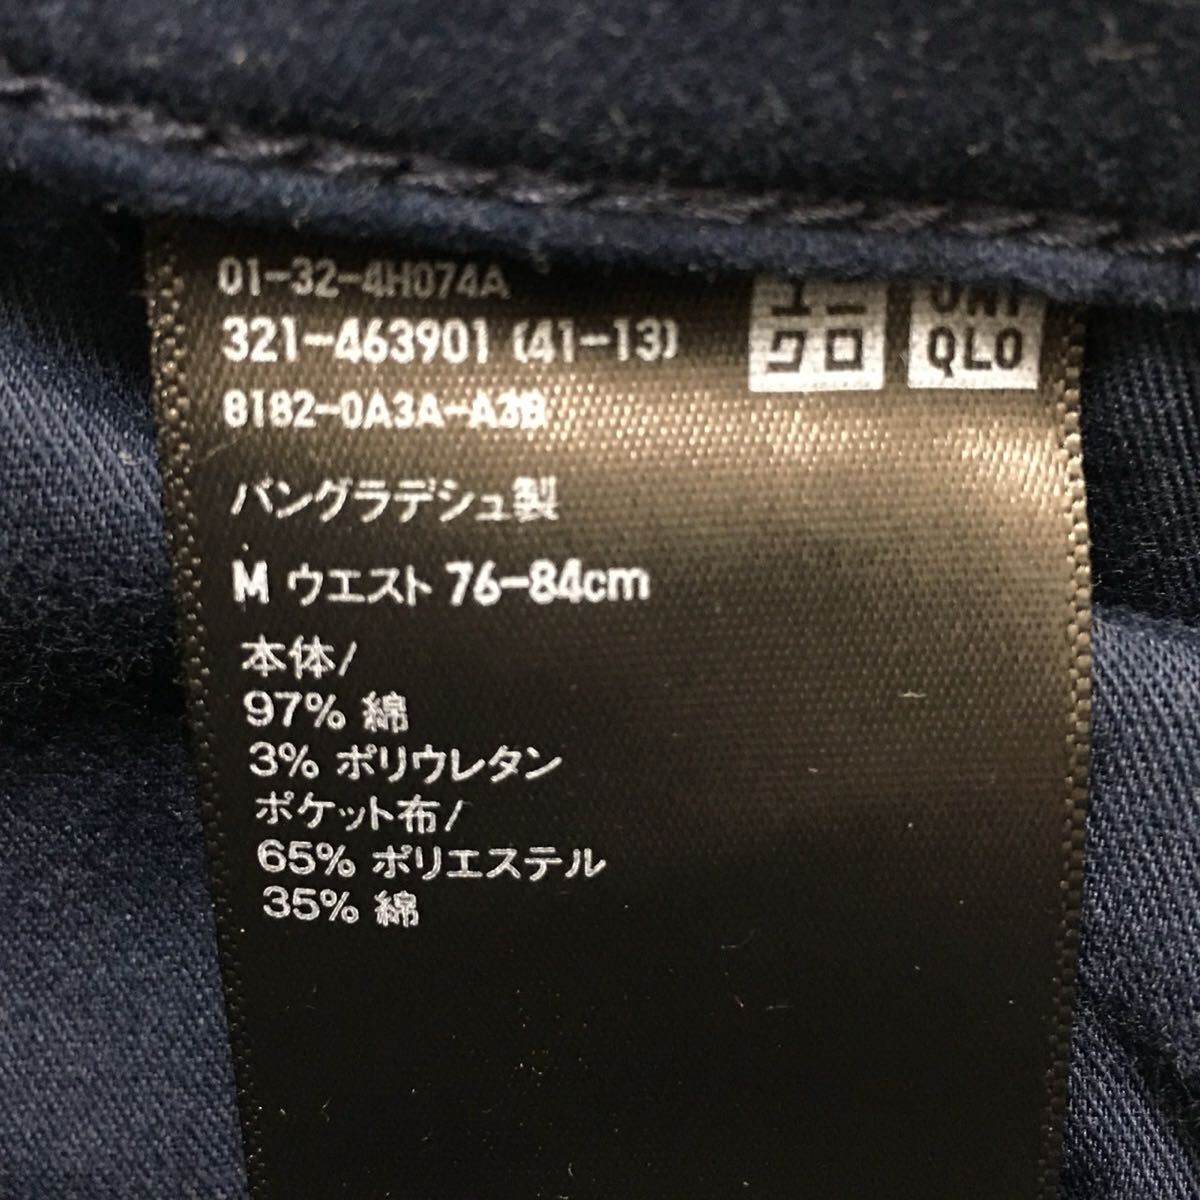 01-32-4H074A
321-463901 (41-13)
8182-0A3A-A3B
ユニ
クロ
UNI
QLO
バングラデシュ製
M ウエスト 76-84cm
本体/
97% 綿
3% ポリウレタン
ポケット布/
65% ポリエステル
35% 綿